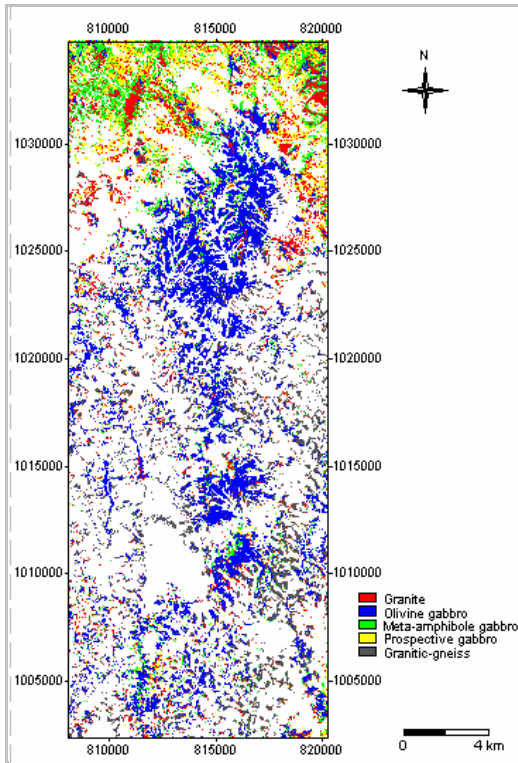 810000 815000 820000
N
1030000 1030000
1025000 1025000
1020000 1020000
1015000 1015000
1010000 1010000
Granite
Olivine gabbro
Meta-amphibole gabbro
Prospective gabbro
Granitic-gneiss
1005000 1005000
810000 815000 820000
0 4 km